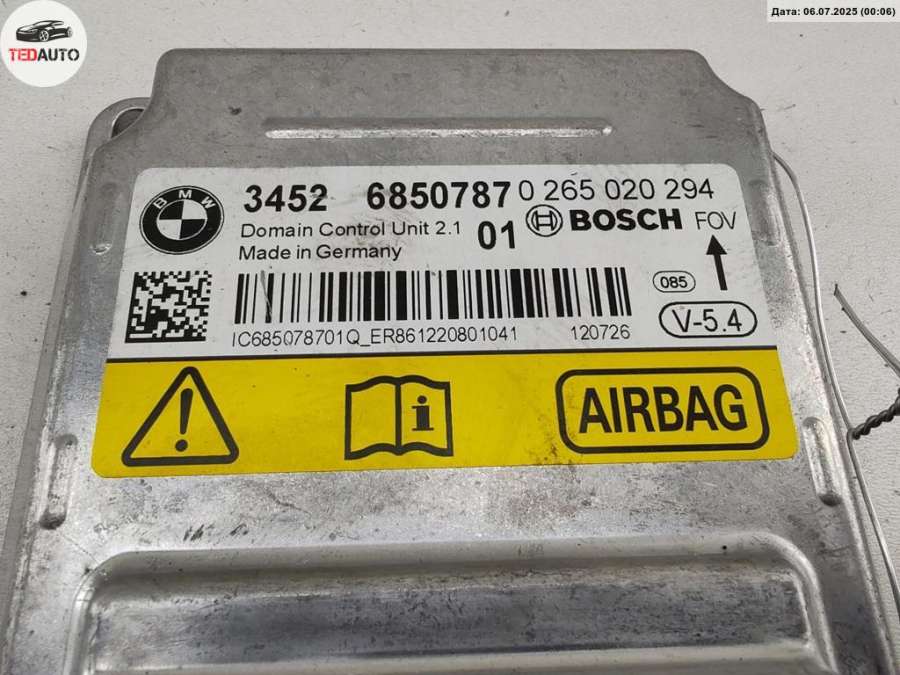 Дата: 06.07.2025 (00:06)
TEDAUTO
BMW
3452 6850787 0 265 020 294
Domain Control Unit 2.1 01 BOSCH FOV
Made in Germany
085
V-5.4
IC685078701Q_ER861220801041 120726
i
AIRBAG